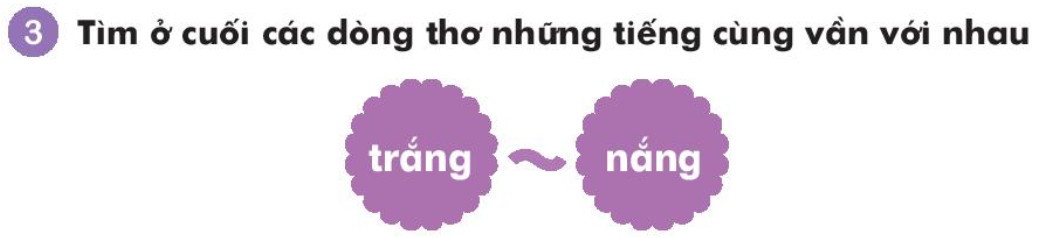 3 Tìm ở cuối các dòng thơ những tiếng cùng vần với nhau
trắng ~ nắng